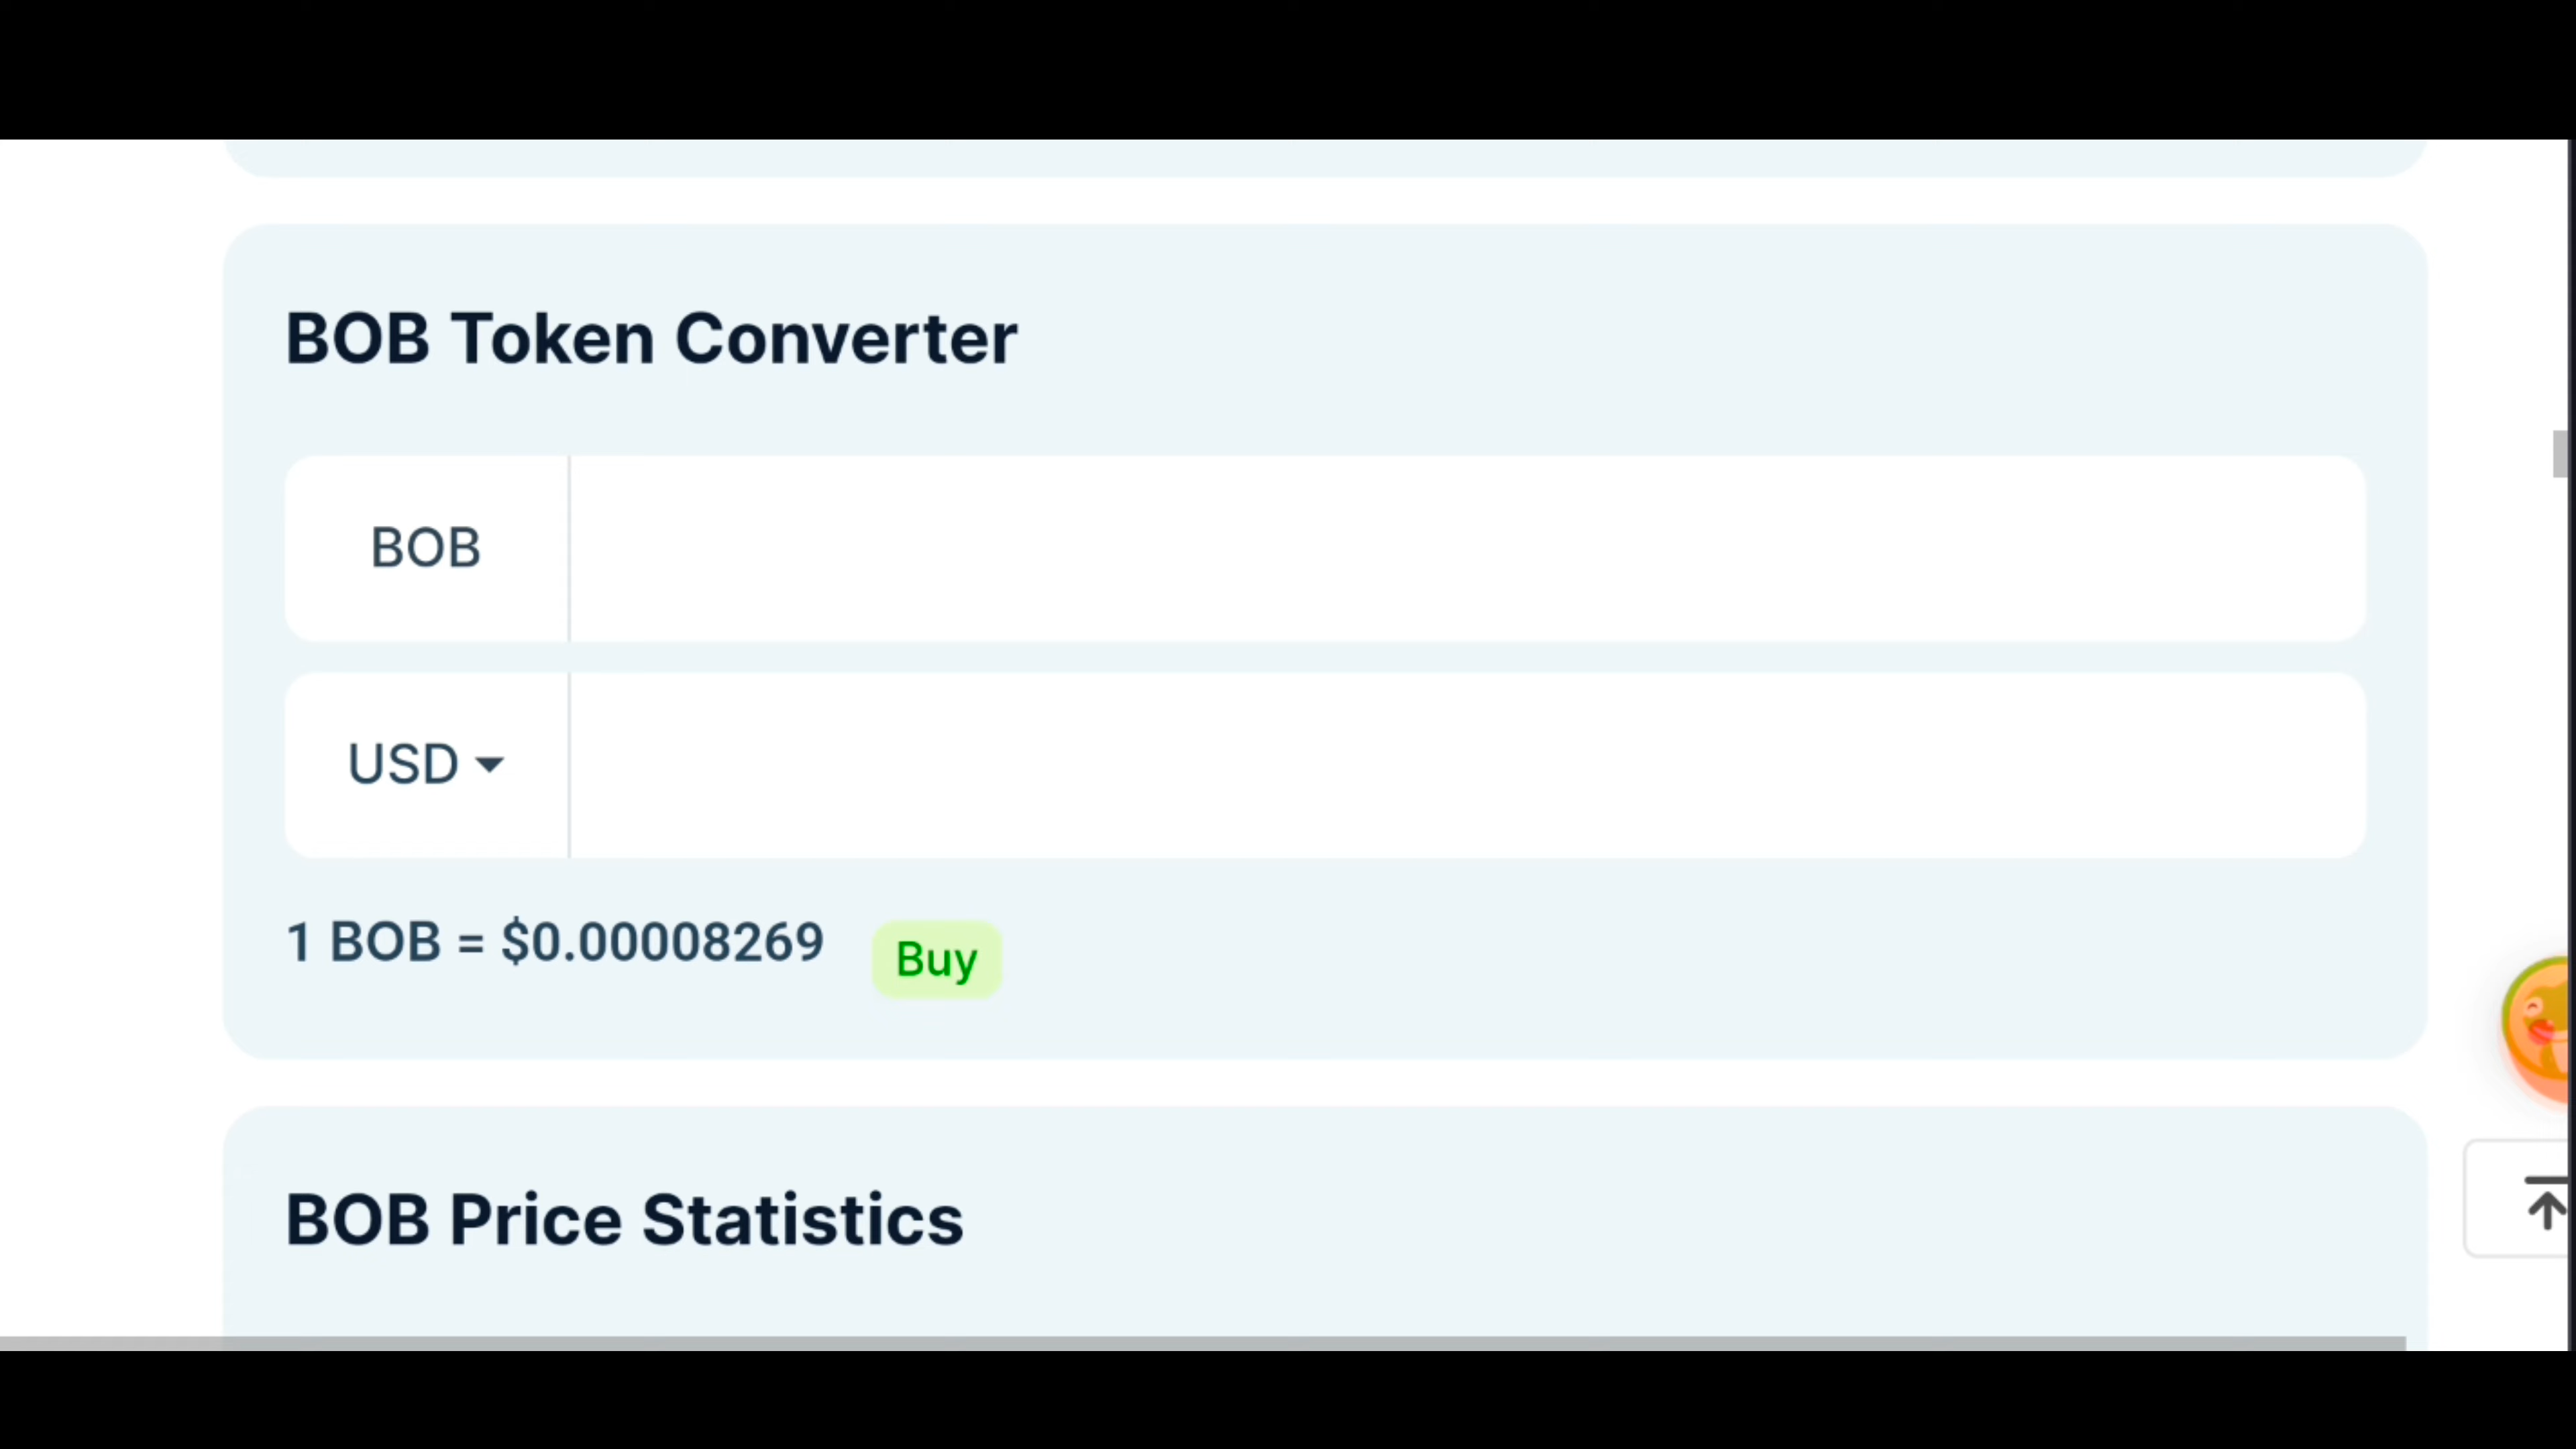 BOB Token Converter
BOB
USD
1 BOB = $0.00008269
Buy
BOB Price Statistics